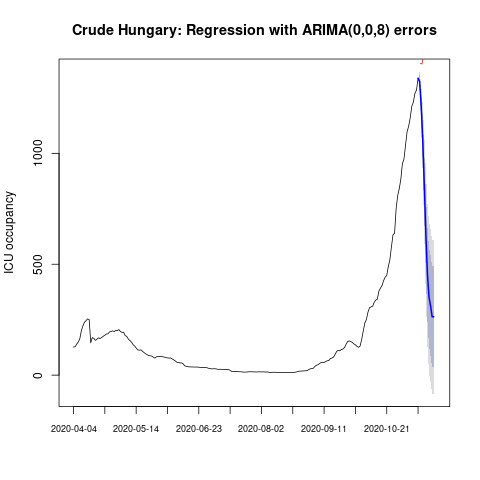 Crude Hungary: Regression with ARIMA(0,0,8) errors
ICU occupancy
1000
500
0
2020-04-04 2020-05-14 2020-06-23 2020-08-02 2020-09-11 2020-10-21